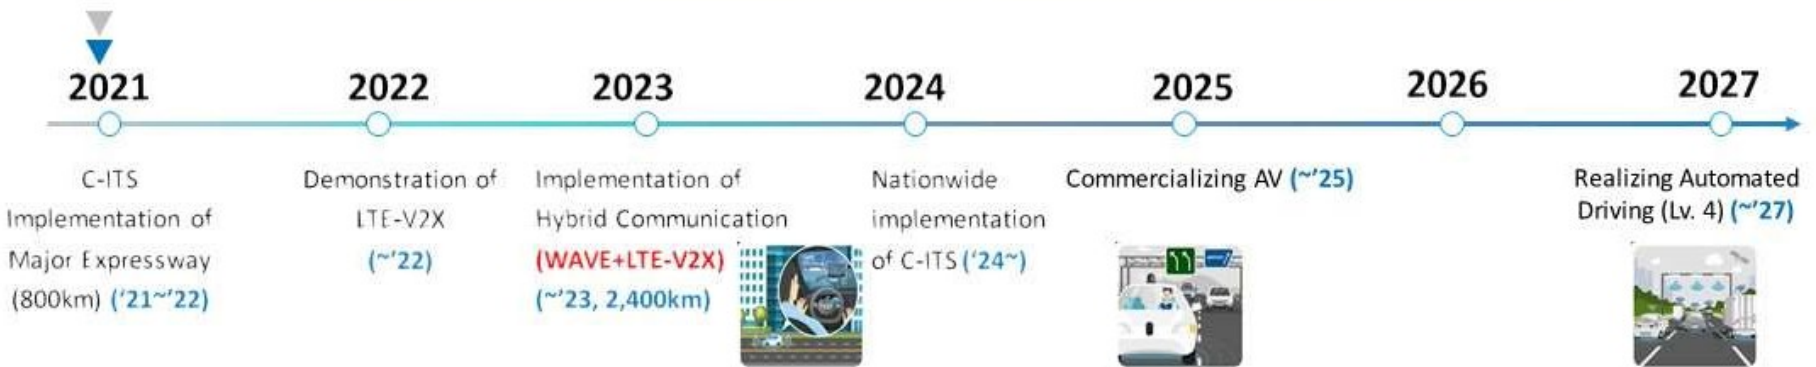 2021
2022
2023
2024
2025
2026
2027
C-ITS
Implementation of
Major Expressway
(800km) ('21~'22)
Demonstration of
LTE-V2X
(~'22)
Implementation of
Hybrid Communication
(WAVE+LTE-V2X)
(~'23, 2,400km)
Nationwide
implementation
of C-ITS ('24~)
Commercializing AV (~'25)
Realizing Automated
Driving (Lv. 4) (~'27)